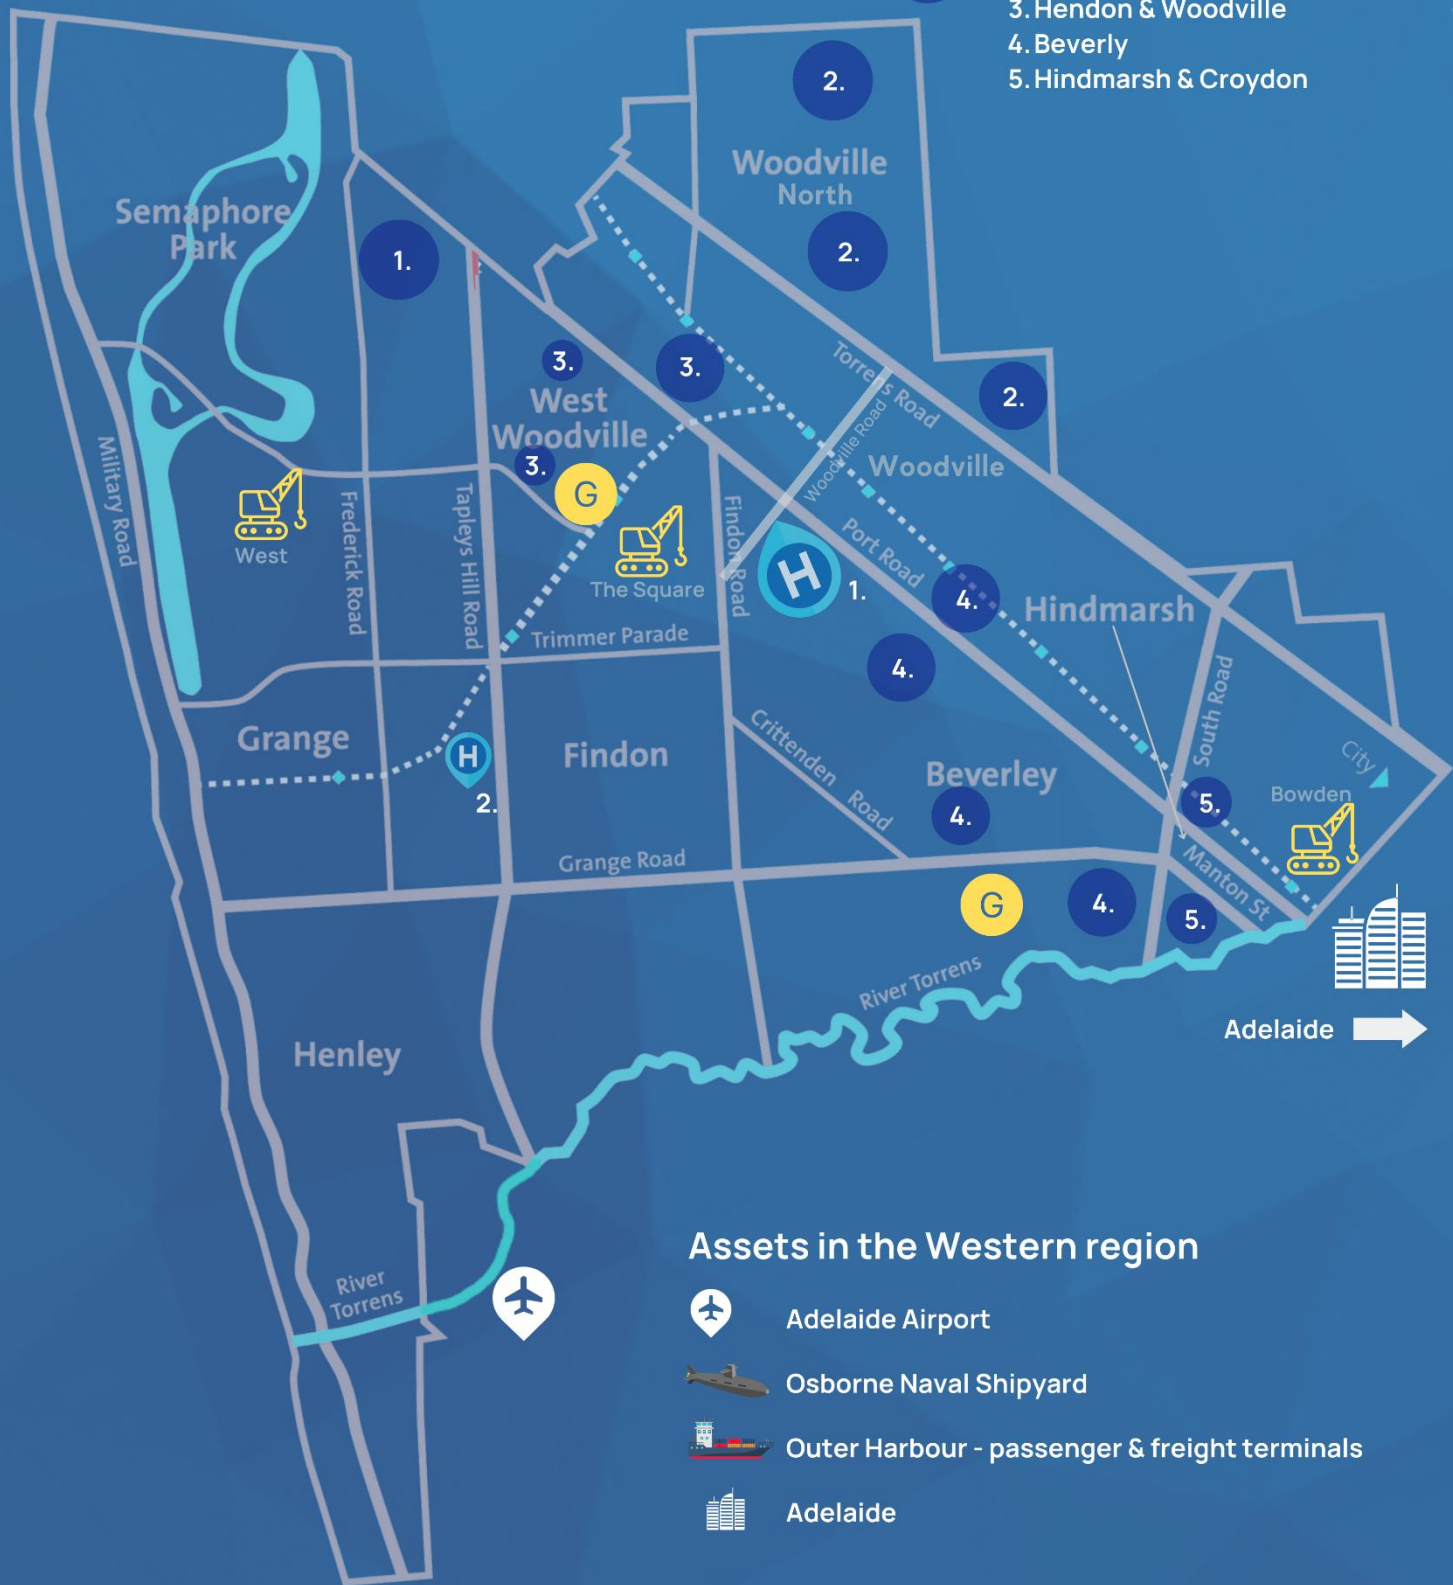 3. Hendon & Woodville
4. Beverly
5. Hindmarsh & Croydon
2.
Woodville
North
Semaphore
Park
1.
2.
3.
3.
Torrens Road
2.
West
Woodville
Woodville Road
Military Road
3.
G
Woodville
West
Frederick Road
Tapleys Hill Road
The Square
Findon Road
H
1.
Port Road
4.
Hindmarsh
Trimmer Parade
4.
South Road
Grange
H
2.
Findon
Crittenden Road
Beverley
4.
5.
City
Bowden
Grange Road
Manton St
G
4.
5.
River Torrens
Adelaide
Henley
River
Torrens
Assets in the Western region
Adelaide Airport
Osborne Naval Shipyard
Outer Harbour - passenger & freight terminals
Adelaide